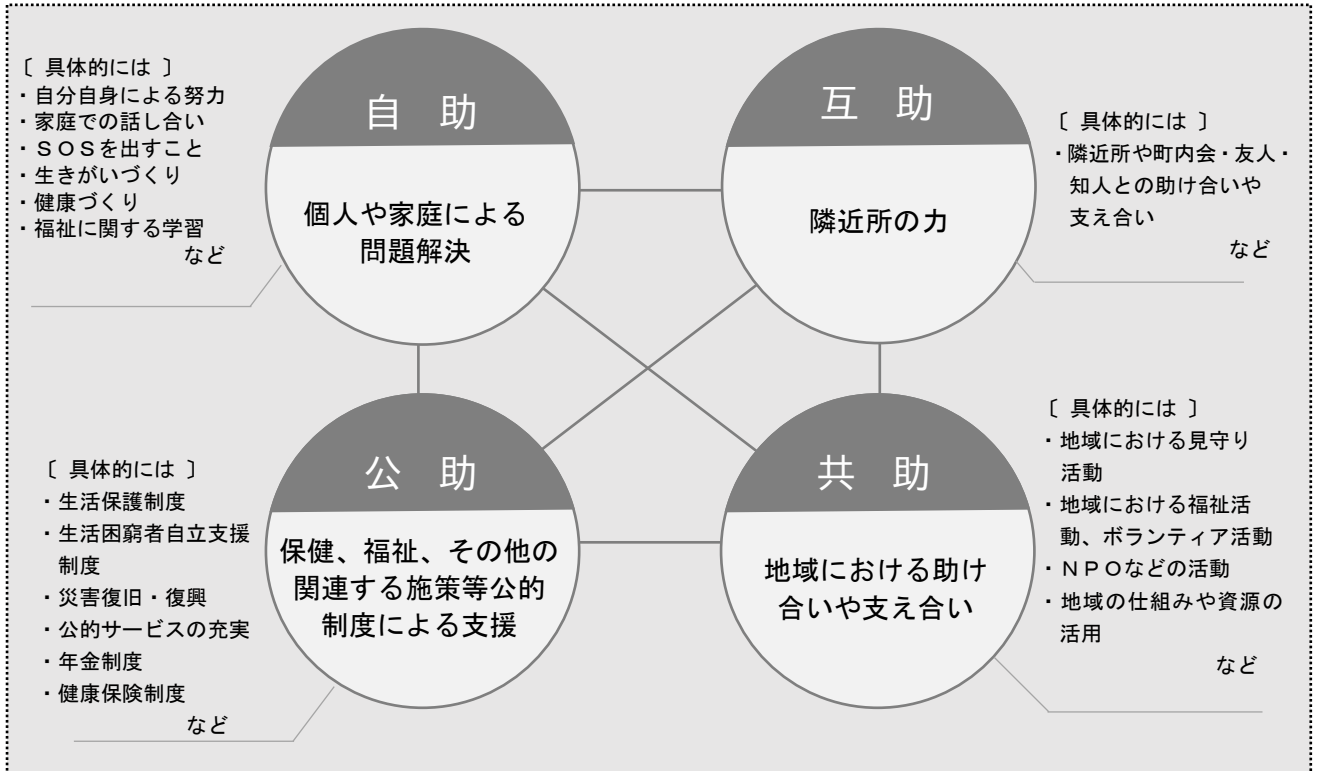 〔 具体的には 〕
・自分自身による努力
・家庭での話し合い
・ＳＯＳを出すこと
・生きがいづくり
・健康づくり
・福祉に関する学習
など
自　助
個人や家庭による
問題解決
互　助
隣近所の力
〔 具体的には 〕
・隣近所や町内会・友人・
知人との助け合いや
支え合い
など
〔 具体的には 〕
・生活保護制度
・生活困窮者自立支援
制度
・災害復旧・復興
・公的サービスの充実
・年金制度
・健康保険制度
など
公　助
保健、福祉、その他の
関連する施策等公的
制度による支援
共　助
地域における助け
合いや支え合い
〔 具体的には 〕
・地域における見守り
活動
・地域における福祉活
動、ボランティア活動
・ＮＰＯなどの活動
・地域の仕組みや資源の
活用
など